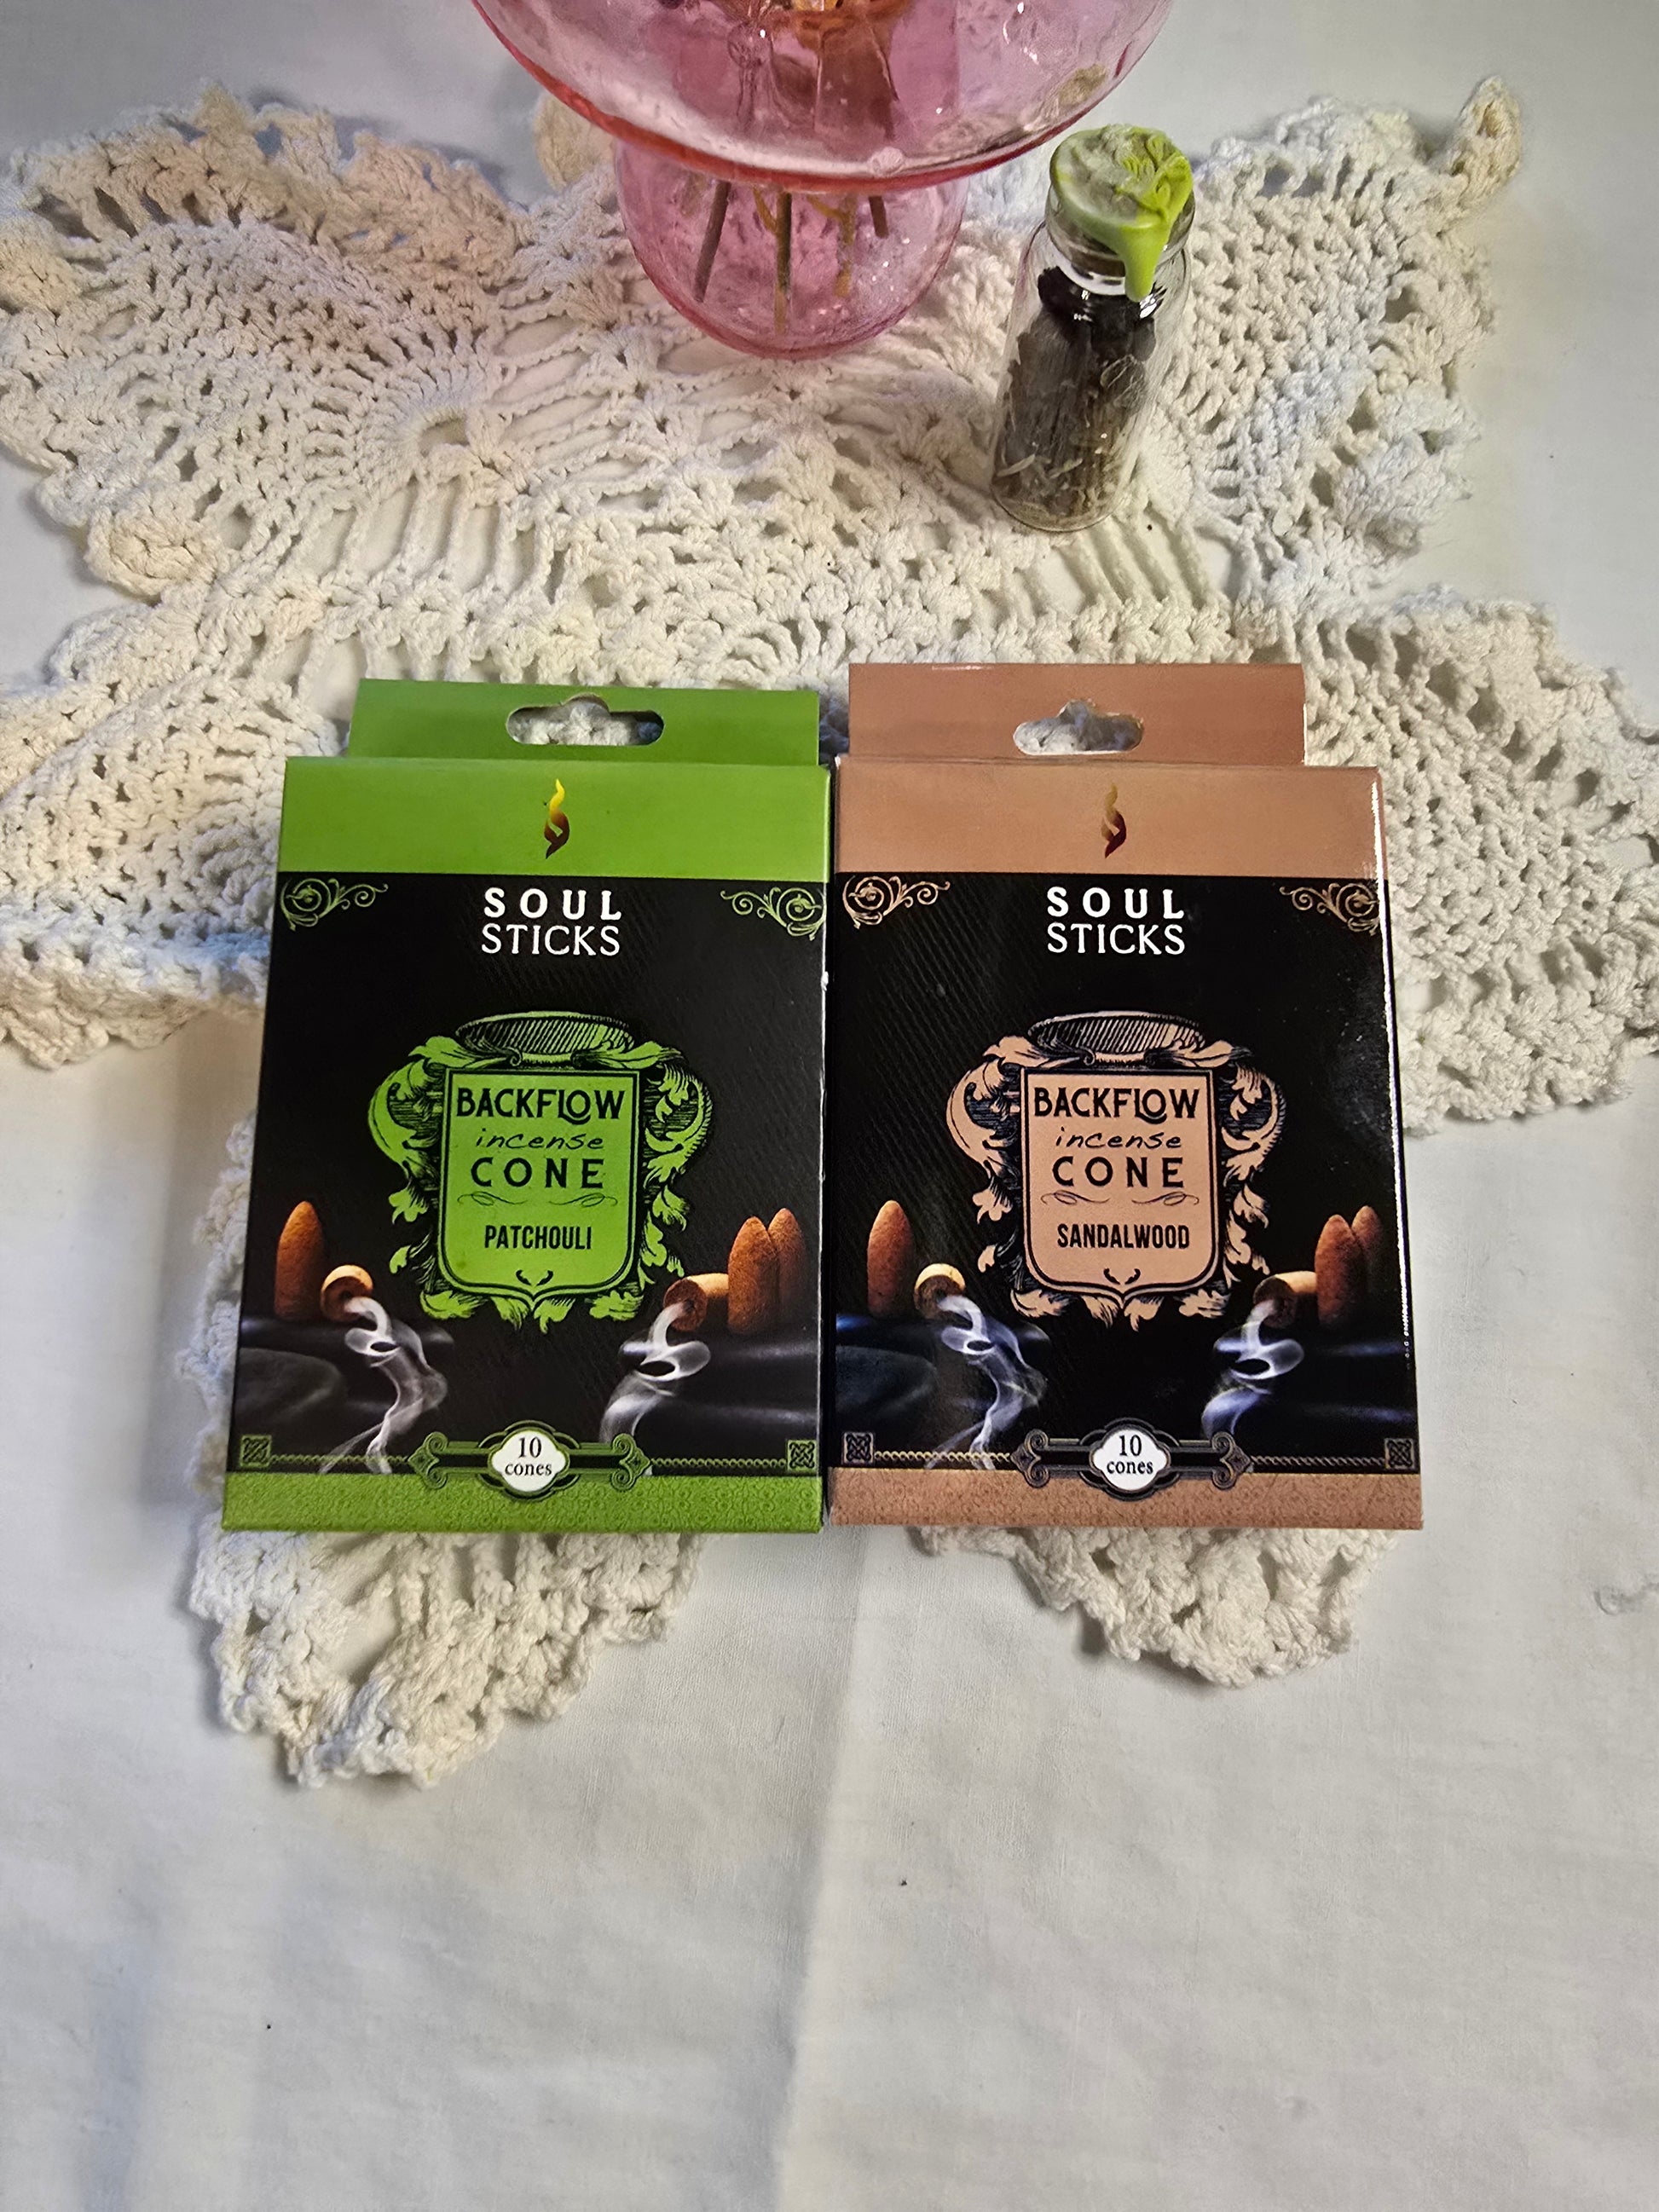 SOUL
STICKS
BACKFLOW
incense
CONE
PATCHOULI
10
cones
SOUL
STICKS
BACKFLOW
incense
CONE
SANDALWOOD
10
cones